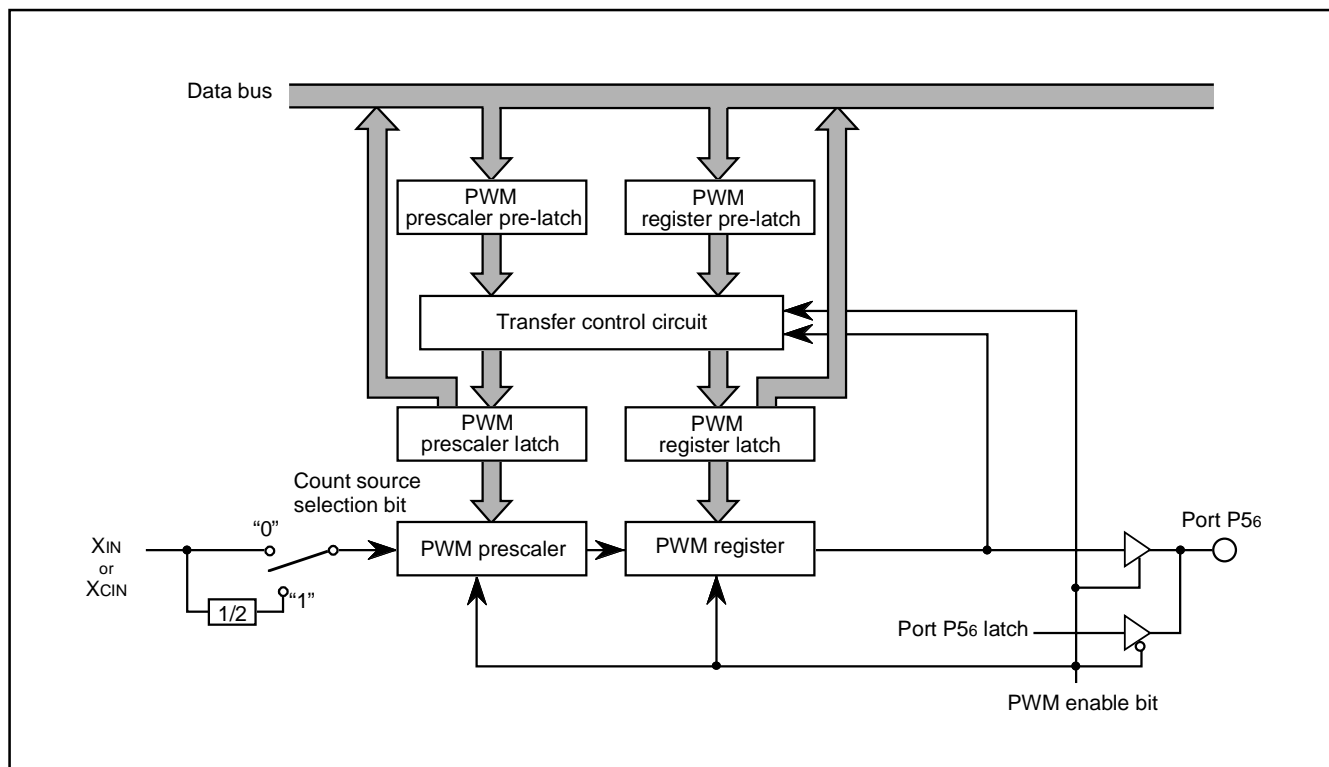 Data bus
PWM
prescaler pre-latch
PWM
register pre-latch
Transfer control circuit
PWM
prescaler latch
PWM
register latch
Count source
selection bit
“0”
XIN
or
XCIN
“1”
1/2
PWM prescaler
PWM register
Port P56
Port P56 latch
PWM enable bit